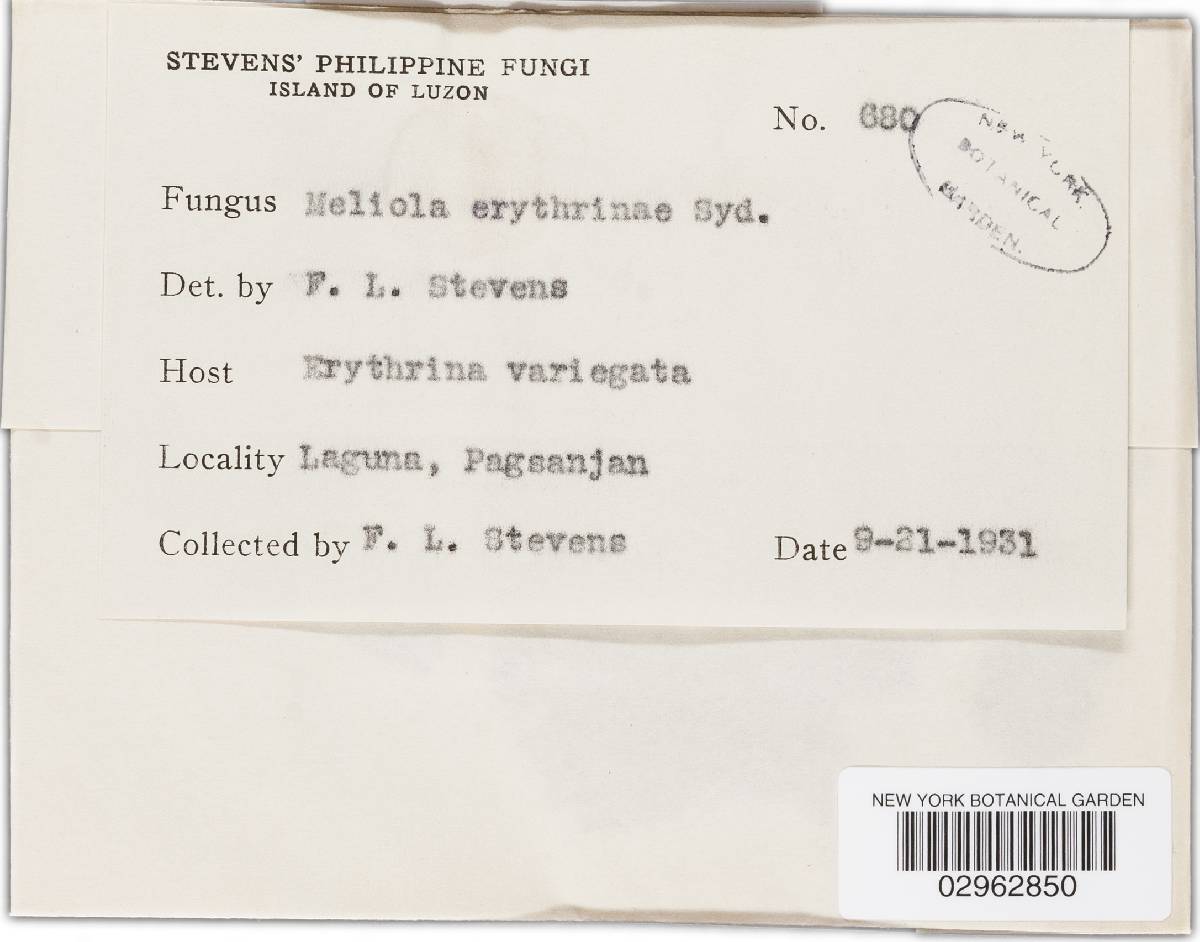 STEVENS' PHILIPPINE FUNGI
ISLAND OF LUZON
No. 680
NEW YORK
BOTANICAL
GARDEN.
Fungus Meliola erythrinae Syd.
Det. by F. L. Stevens
Host Erythrina variegata
Locality Laguna, Pagsanjan
Collected by F. L. Stevens Date 9-21-1931
NEW YORK BOTANICAL GARDEN
02962850